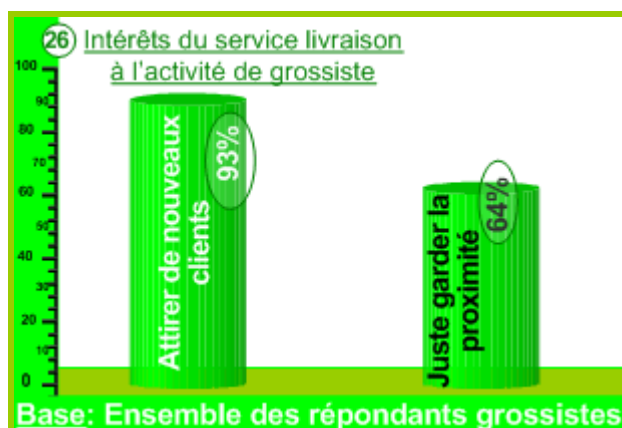 26 Intérêts du service livraison
à l'activité de grossiste
100
90
80
70
60
50
40
30
20
10
0
Attirer de nouveaux
clients
93%
Juste garder la
proximité
64%
Base: Ensemble des répondants grossistes